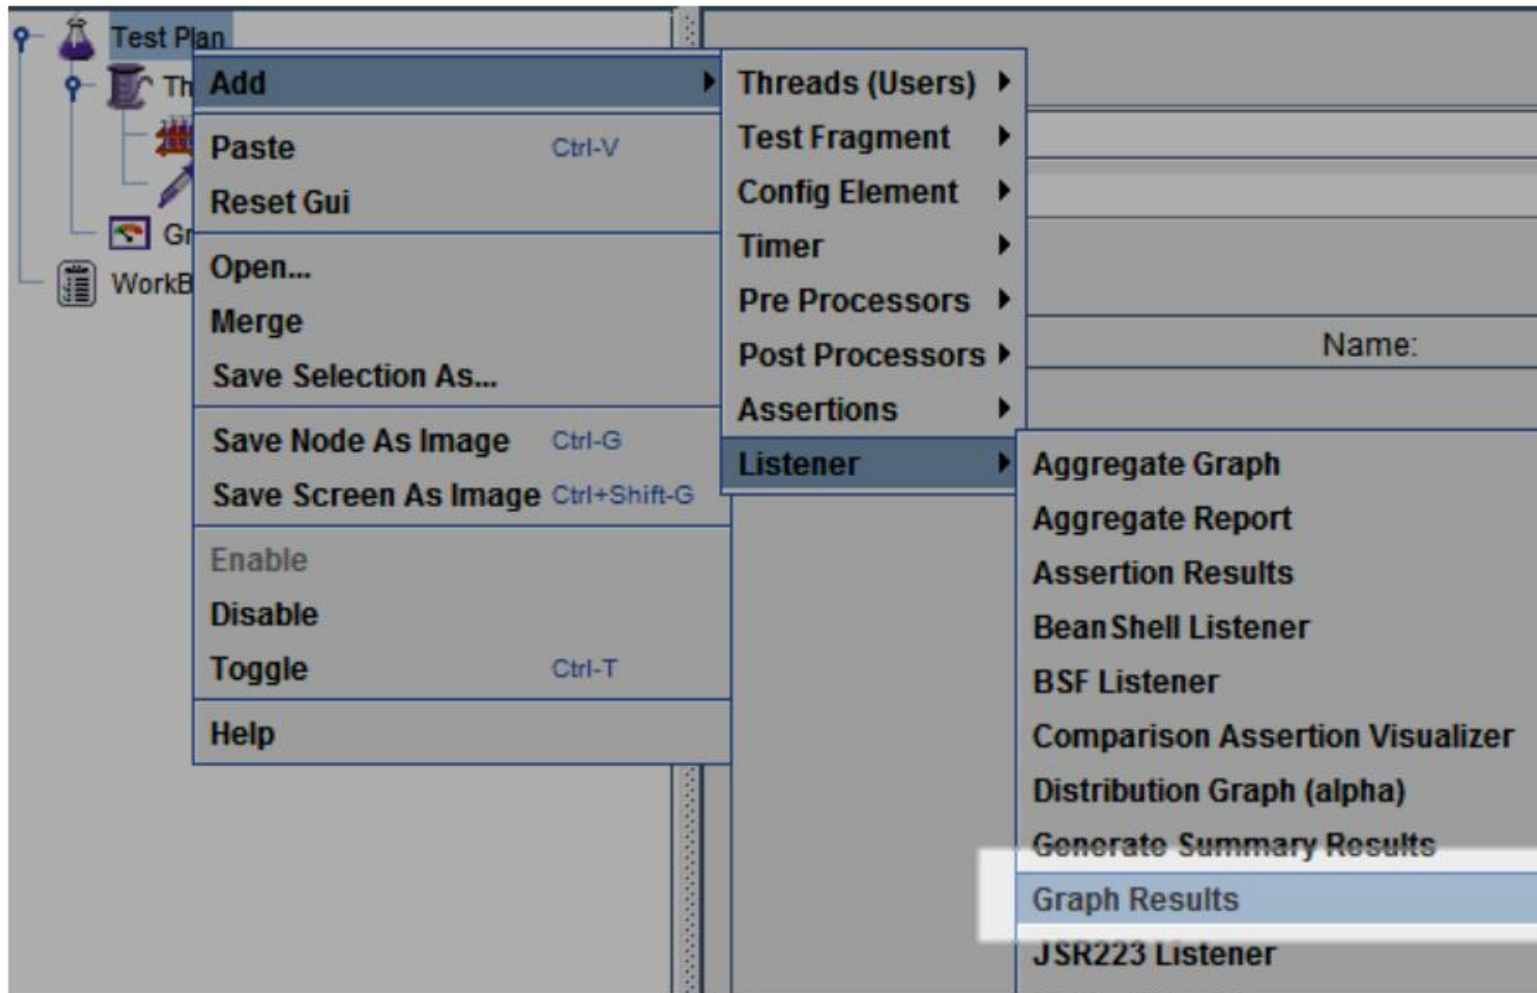 Test Plan
Th
Gr
WorkB
Add
Paste Ctrl-V
Reset Gui
Open...
Merge
Save Selection As...
Save Node As Image Ctrl-G
Save Screen As Image Ctrl+Shift-G
Enable
Disable
Toggle Ctrl-T
Help
Threads (Users)
Test Fragment
Config Element
Timer
Pre Processors
Post Processors
Assertions
Listener
Name:
Aggregate Graph
Aggregate Report
Assertion Results
BeanShell Listener
BSF Listener
Comparison Assertion Visualizer
Distribution Graph (alpha)
Generate Summary Results
Graph Results
JSR223 Listener